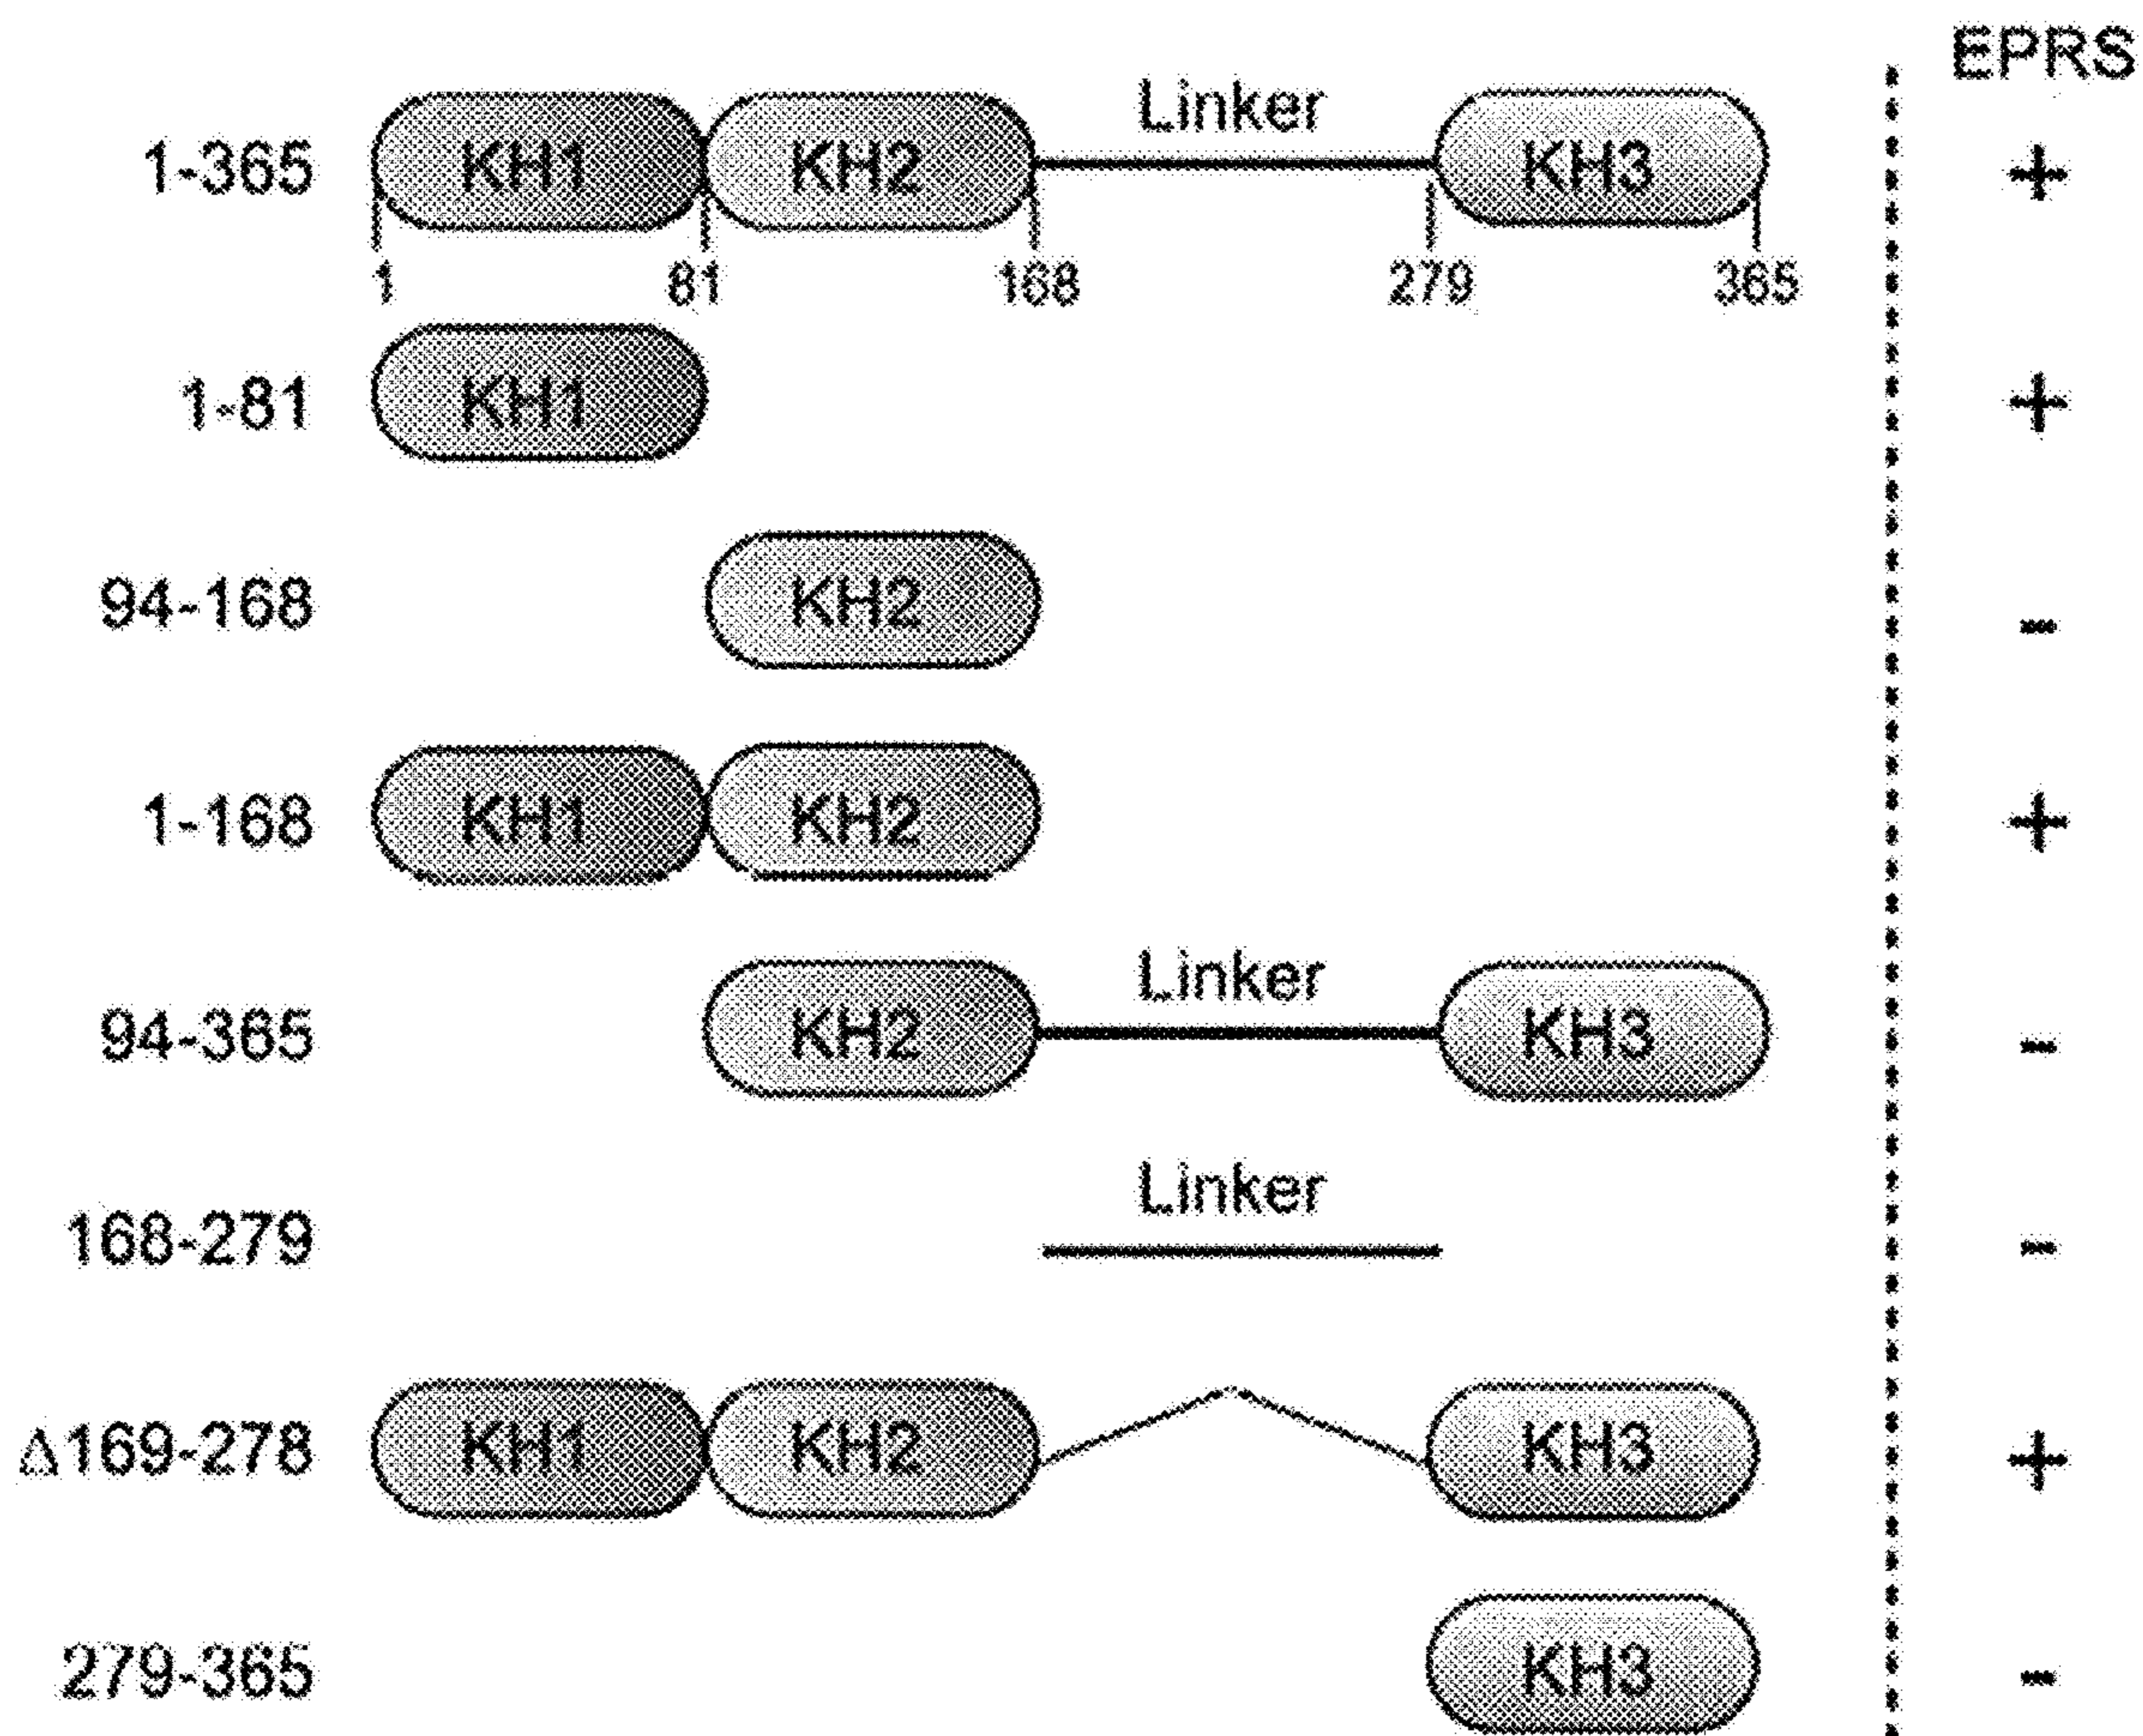 EPRS
Linker
1-365 KH1 KH2 KH3 +
1 81 168 279 365
1-81 KH1 +
94-168 KH2 -
1-168 KH1 KH2 +
Linker
94-365 KH2 KH3 -
Linker
168-279 -
Δ169-278 KH1 KH2 KH3 +
279-365 KH3 -